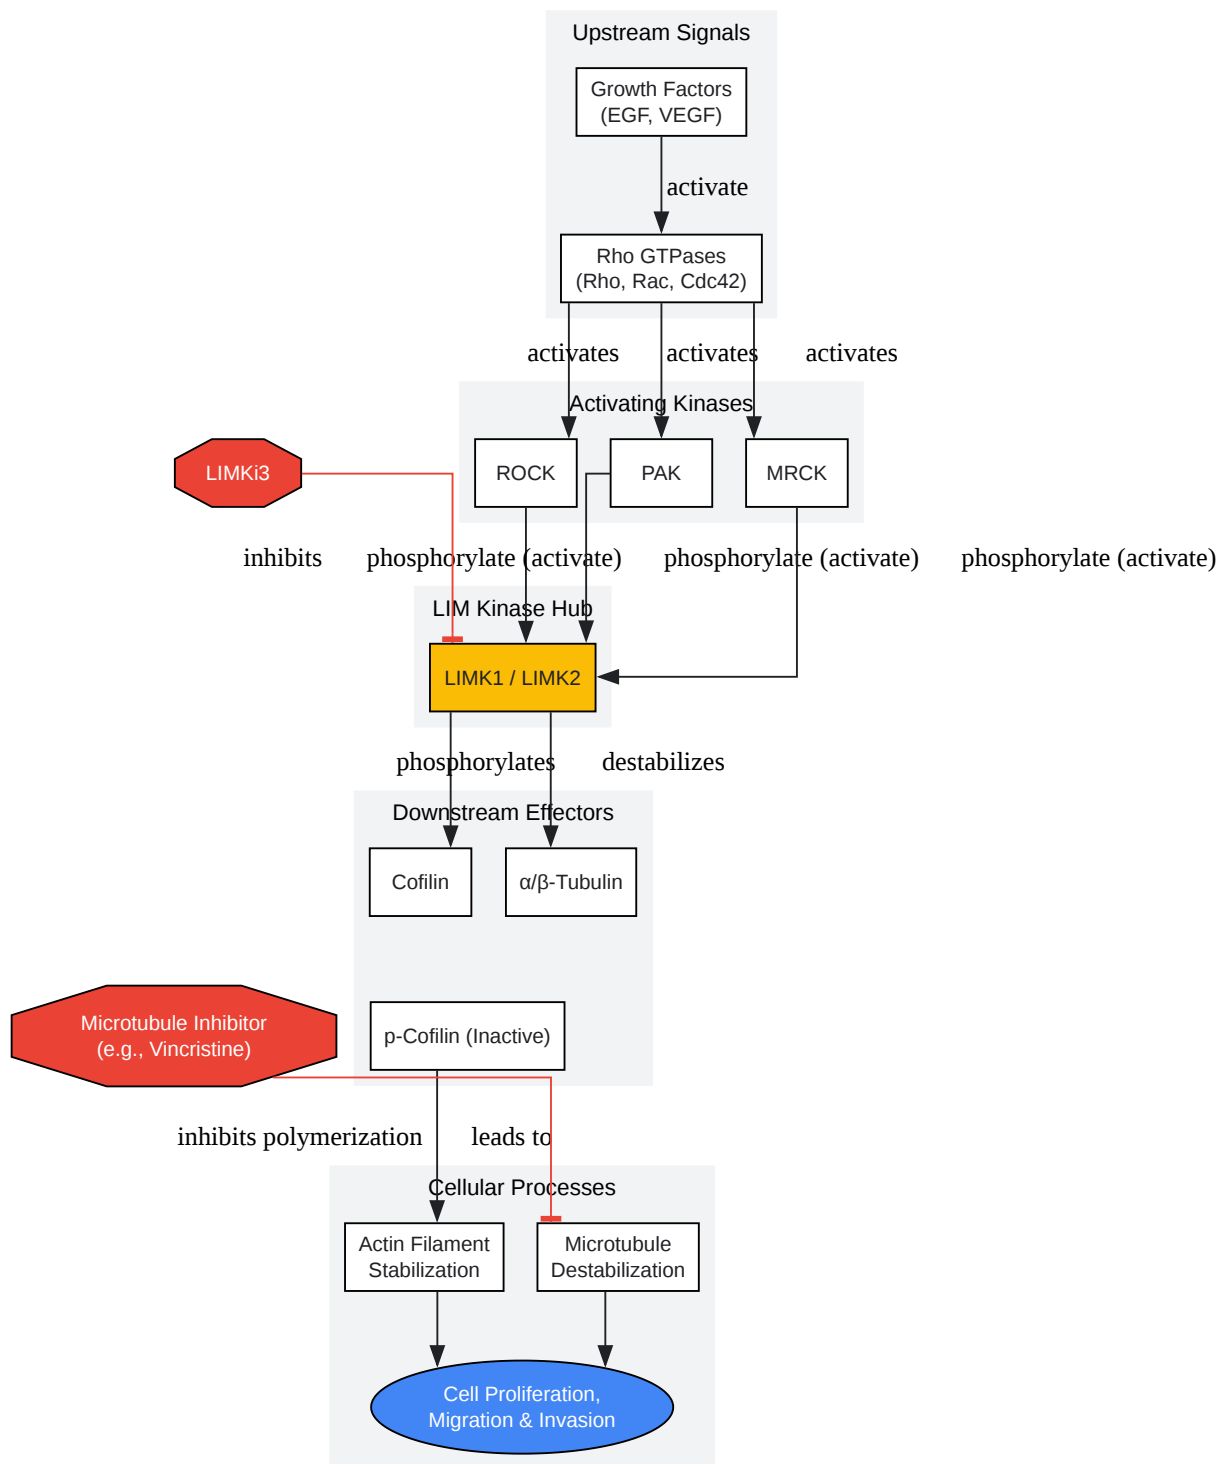 Upstream Signals
Growth Factors
(EGF, VEGF)
activate
Rho GTPases
(Rho, Rac, Cdc42)
activates
activates
activates
Activating Kinases
LIMKi3
ROCK
PAK
MRCK
inhibits
phosphorylate (activate)
phosphorylate (activate)
phosphorylate (activate)
LIM Kinase Hub
LIMK1 / LIMK2
phosphorylates
destabilizes
Downstream Effectors
Cofilin
α/β-Tubulin
Microtubule Inhibitor
(e.g., Vincristine)
p-Cofilin (Inactive)
inhibits polymerization
leads to
Cellular Processes
Actin Filament
Stabilization
Microtubule
Destabilization
Cell Proliferation,
Migration & Invasion